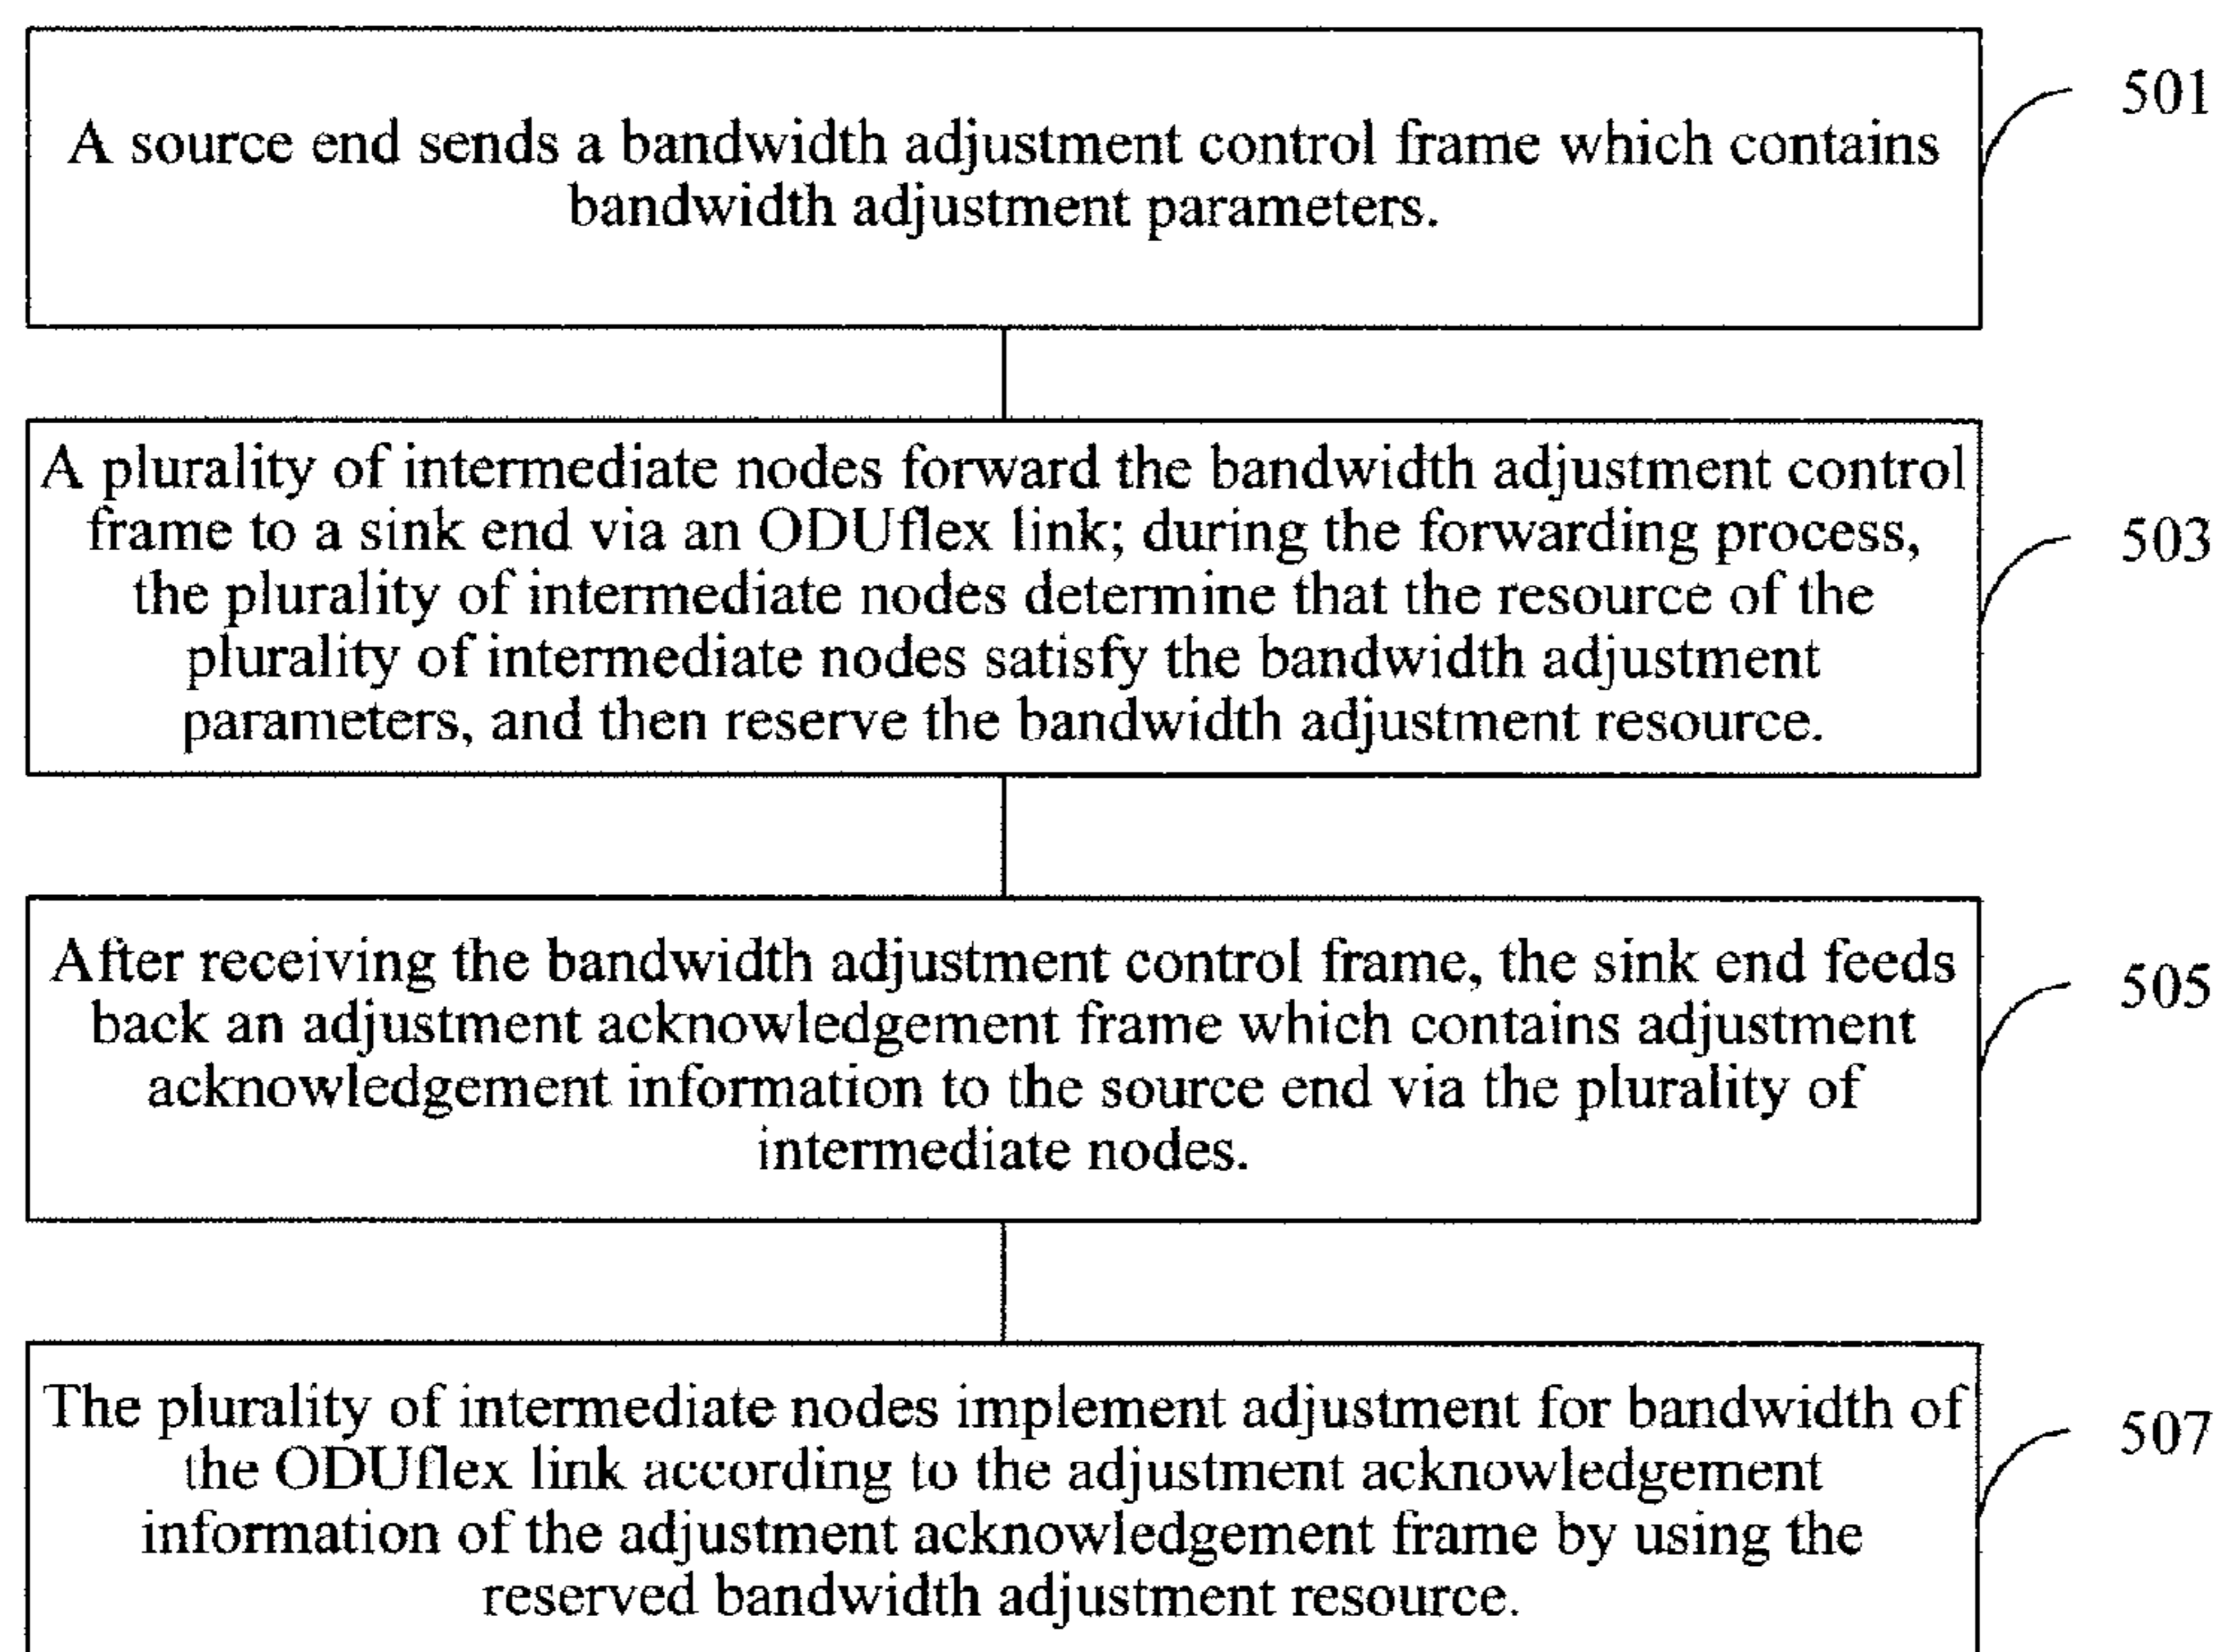 A source end sends a bandwidth adjustment control frame which contains
bandwidth adjustment parameters.
501
A plurality of intermediate nodes forward the bandwidth adjustment control
frame to a sink end via an ODUflex link; during the forwarding process,
the plurality of intermediate nodes determine that the resource of the
plurality of intermediate nodes satisfy the bandwidth adjustment
parameters, and then reserve the bandwidth adjustment resource.
503
After receiving the bandwidth adjustment control frame, the sink end feeds
back an adjustment acknowledgement frame which contains adjustment
acknowledgement information to the source end via the plurality of
intermediate nodes.
505
The plurality of intermediate nodes implement adjustment for bandwidth of
the ODUflex link according to the adjustment acknowledgement
information of the adjustment acknowledgement frame by using the
reserved bandwidth adjustment resource.
507